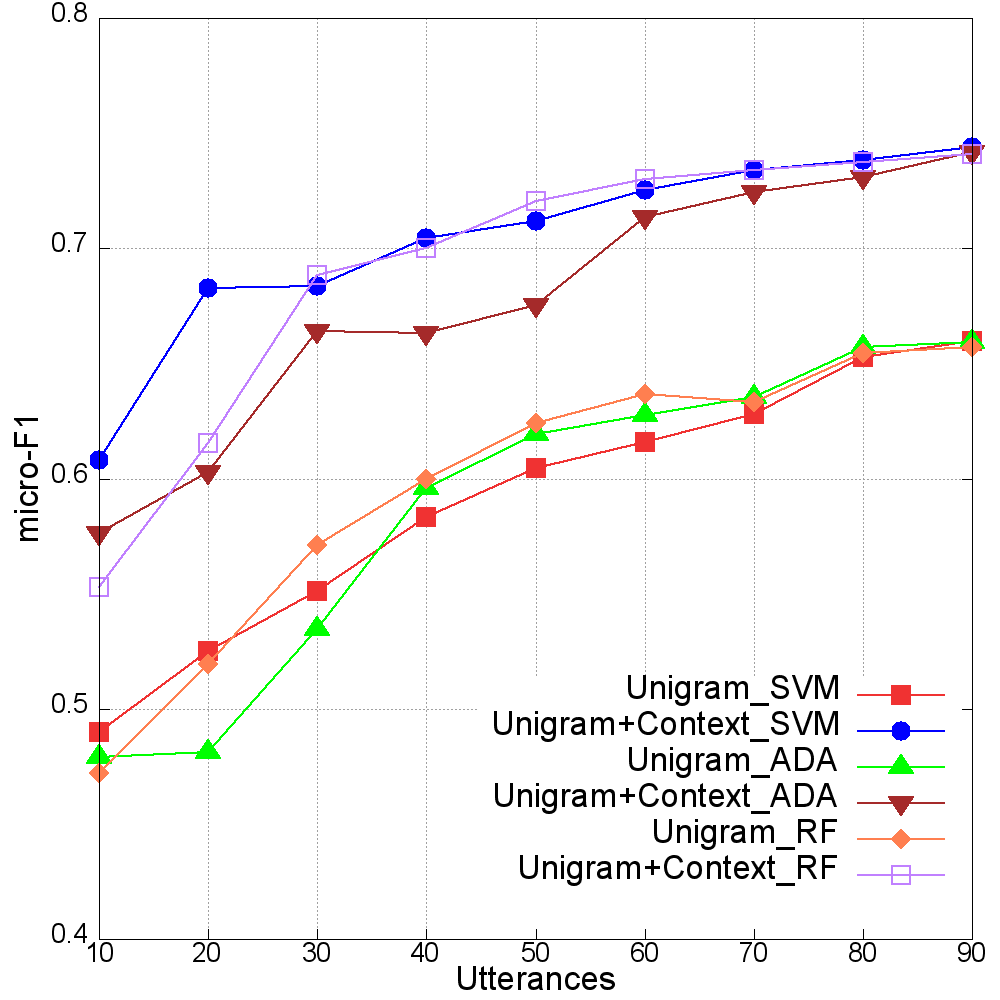 0.8
0.7
0.6
0.5
0.4
micro-F1
Unigram_SVM
Unigram+Context_SVM
Unigram_ADA
Unigram+Context_ADA
Unigram_RF
Unigram+Context_RF
10 20 30 40 50 60 70 80 90
Utterances